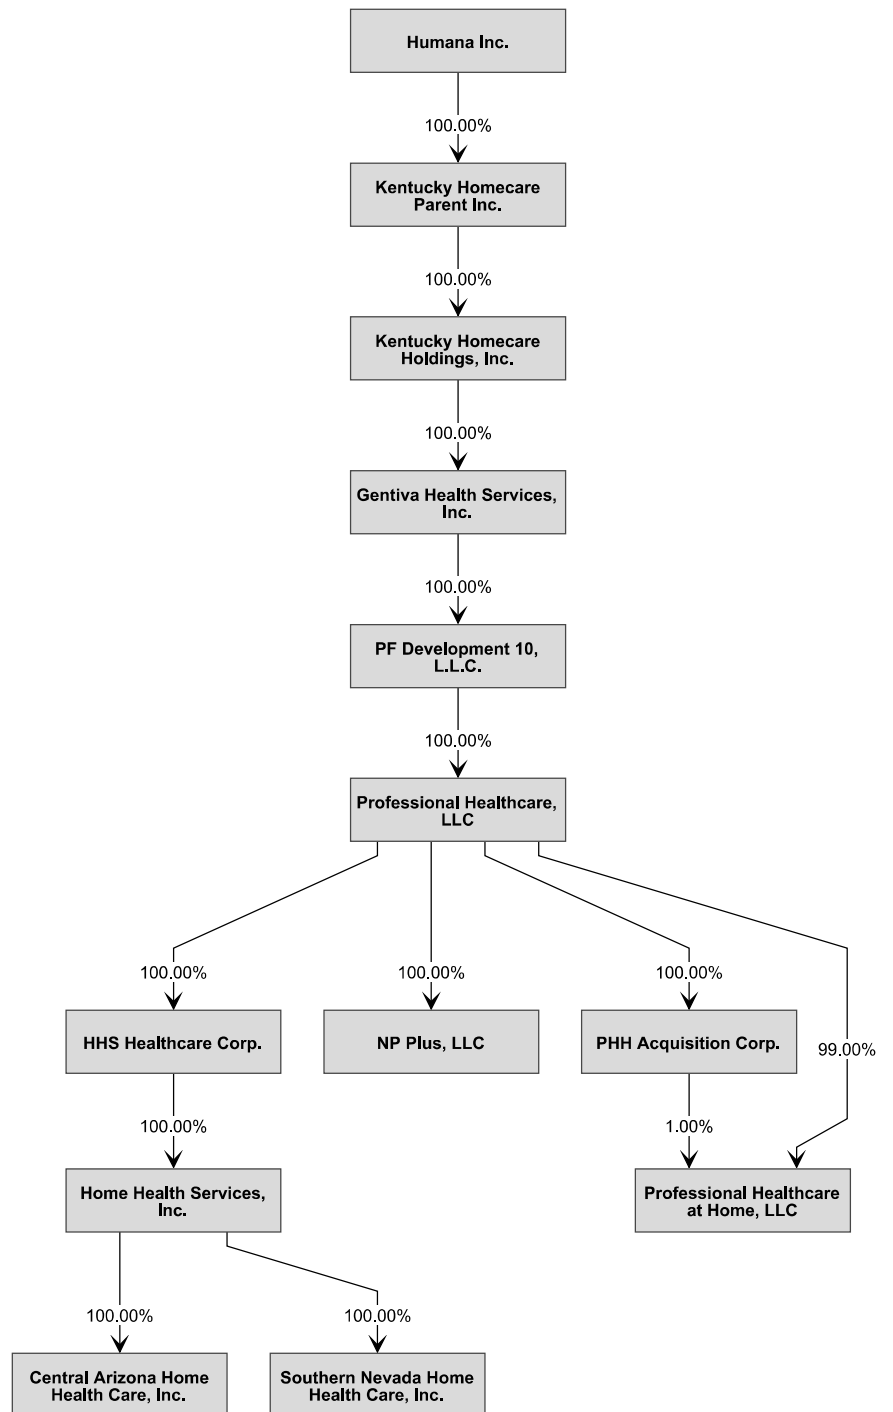 Humana Inc.
100.00%
Kentucky Homecare
Parent Inc.
100.00%
Kentucky Homecare
Holdings, Inc.
100.00%
Gentiva Health Services,
Inc.
100.00%
PF Development 10,
L.L.C.
100.00%
Professional Healthcare,
LLC
100.00%
100.00%
100.00%
HHS Healthcare Corp.
NP Plus, LLC
PHH Acquisition Corp.
99.00%
100.00%
1.00%
Home Health Services,
Inc.
Professional Healthcare
at Home, LLC
100.00%
100.00%
Central Arizona Home
Health Care, Inc.
Southern Nevada Home
Health Care, Inc.